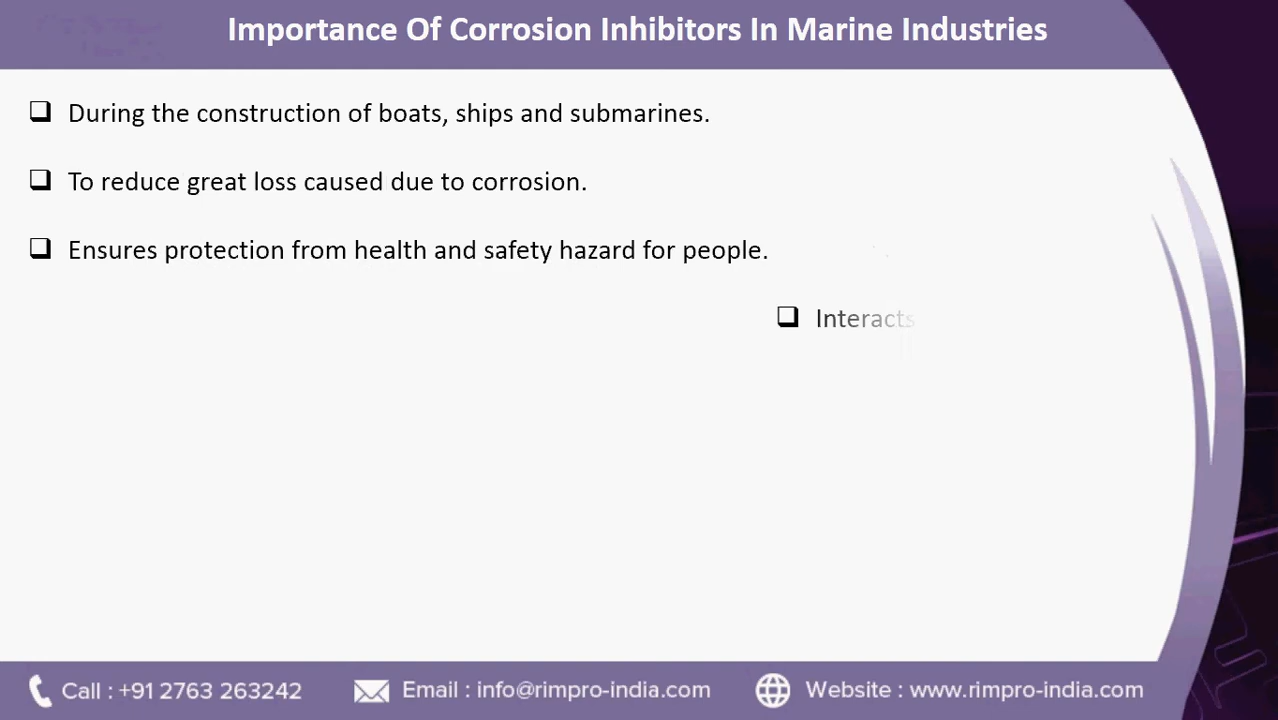 Importance Of Corrosion Inhibitors In Marine Industries
❑ During the construction of boats, ships and submarines.
❑ To reduce great loss caused due to corrosion.
❑ Ensures protection from health and safety hazard for people.
❑ Interacts
Call : +91 2763 263242 Email : info@rimpro-india.com Website : www.rimpro-india.com